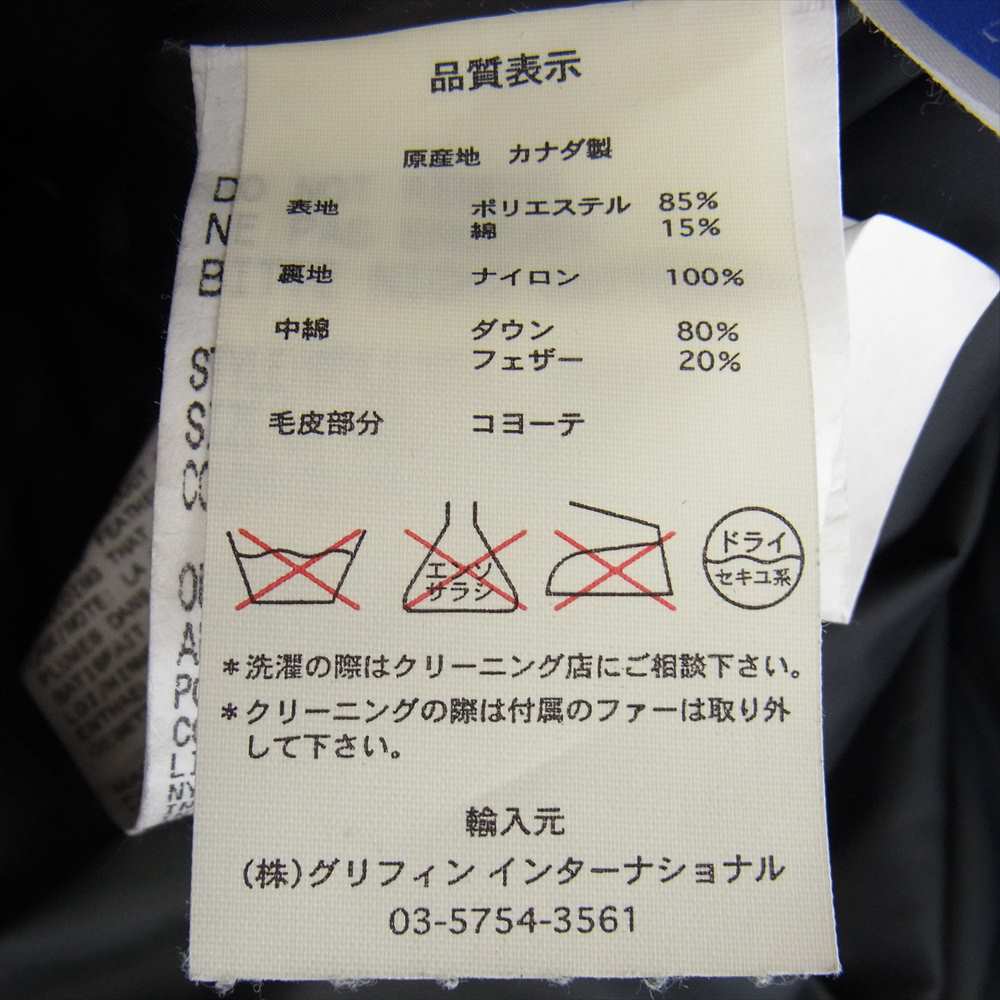 品質表示
原産地 カナダ製
表地 ポリエステル 85%
綿 15%
裏地 ナイロン 100%
中綿 ダウン 80%
フェザー 20%
毛皮部分 コヨーテ
エンソ
サラシ
ドライ
セキユ系
*洗濯の際はクリーニング店にご相談下さい。
*クリーニングの際は付属のファーは取り外
して下さい。
輸入元
(株)グリフィン インターナショナル
03-5754-3561